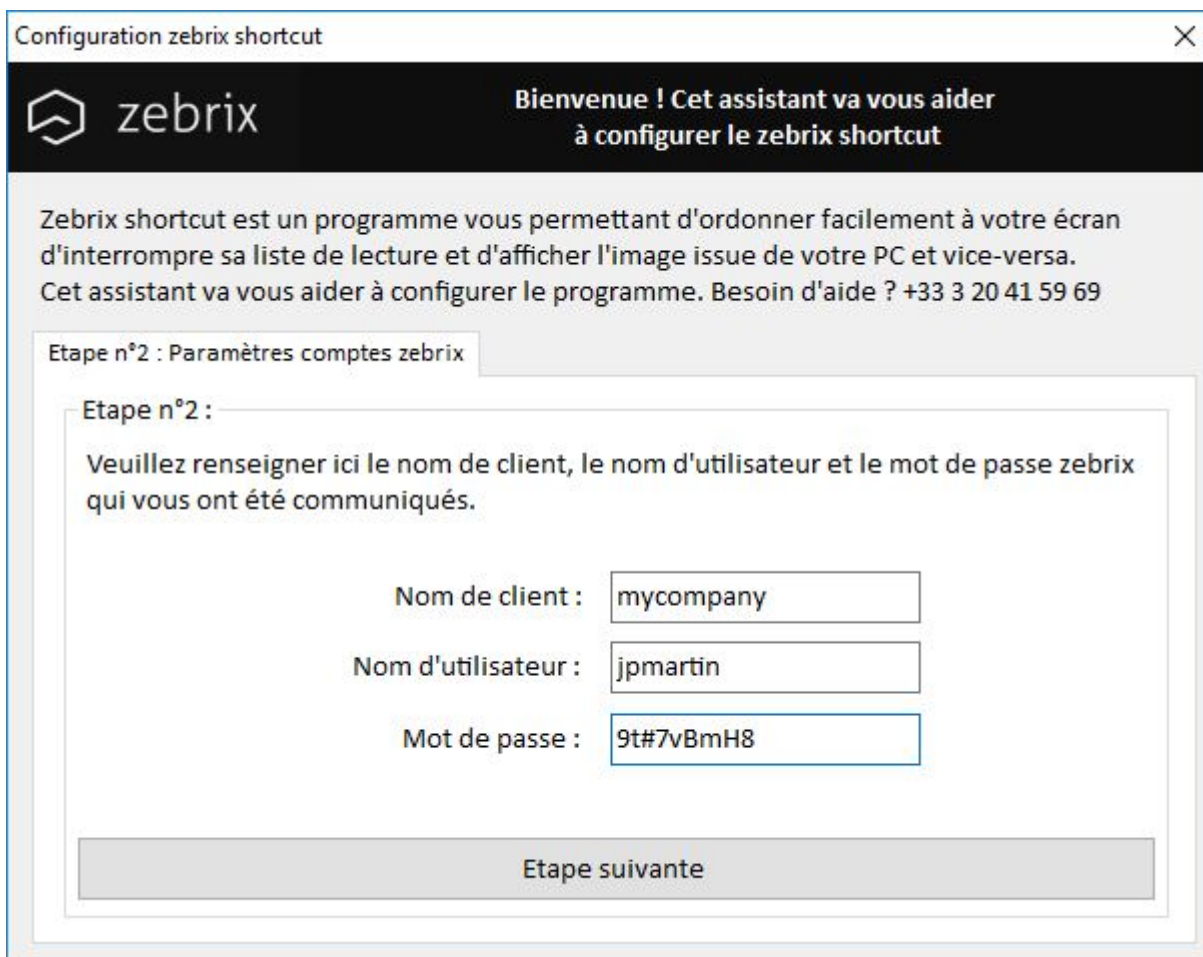 Configuration zebrix shortcut
zebrix
Bienvenue ! Cet assistant va vous aider
à configurer le zebrix shortcut
Zebrix shortcut est un programme vous permettant d'ordonner facilement à votre écran
d'interrompre sa liste de lecture et d'afficher l'image issue de votre PC et vice-versa.
Cet assistant va vous aider à configurer le programme. Besoin d'aide ? +33 3 20 41 59 69
Etape n°2 : Paramètres comptes zebrix
Etape n°2 :
Veuillez renseigner ici le nom de client, le nom d'utilisateur et le mot de passe zebrix
qui vous ont été communiqués.
Nom de client : mycompany
Nom d'utilisateur : jpmartin
Mot de passe : 9t#7vBmH8
Etape suivante